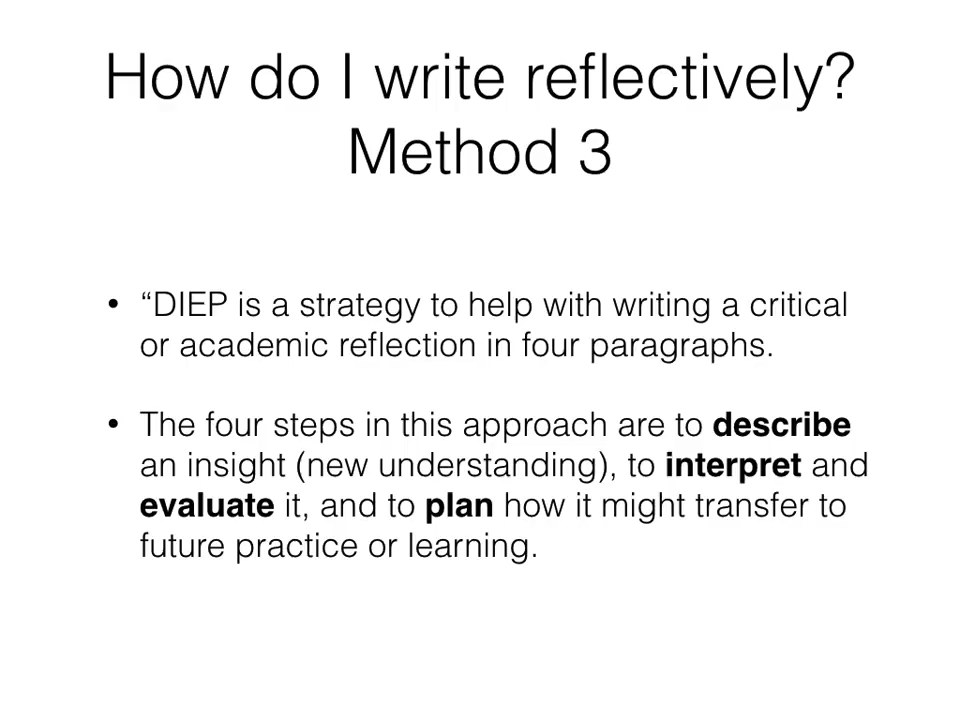 How do I write reflectively?
Method 3
• “DIEP is a strategy to help with writing a critical
or academic reflection in four paragraphs.
• The four steps in this approach are to describe
an insight (new understanding), to interpret and
evaluate it, and to plan how it might transfer to
future practice or learning.